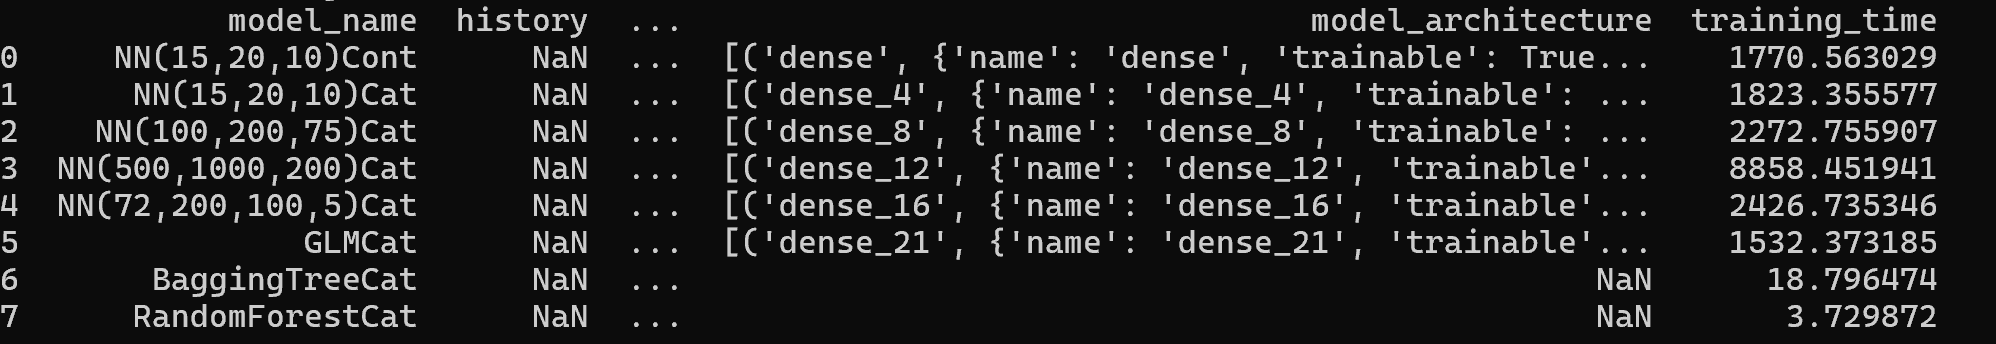 model_name history ... model_architecture training_time
0 NN(15,20,10)Cont NaN ... [('dense', {'name': 'dense', 'trainable': True... 1770.563029
1 NN(15,20,10)Cat NaN ... [('dense_4', {'name': 'dense_4', 'trainable': ... 1823.355577
2 NN(100,200,75)Cat NaN ... [('dense_8', {'name': 'dense_8', 'trainable': ... 2272.755907
3 NN(500,1000,200)Cat NaN ... [('dense_12', {'name': 'dense_12', 'trainable'... 8858.451941
4 NN(72,200,100,5)Cat NaN ... [('dense_16', {'name': 'dense_16', 'trainable'... 2426.735346
5 GLMCat NaN ... [('dense_21', {'name': 'dense_21', 'trainable'... 1532.373185
6 BaggingTreeCat NaN ... NaN 18.796474
7 RandomForestCat NaN ... NaN 3.729872